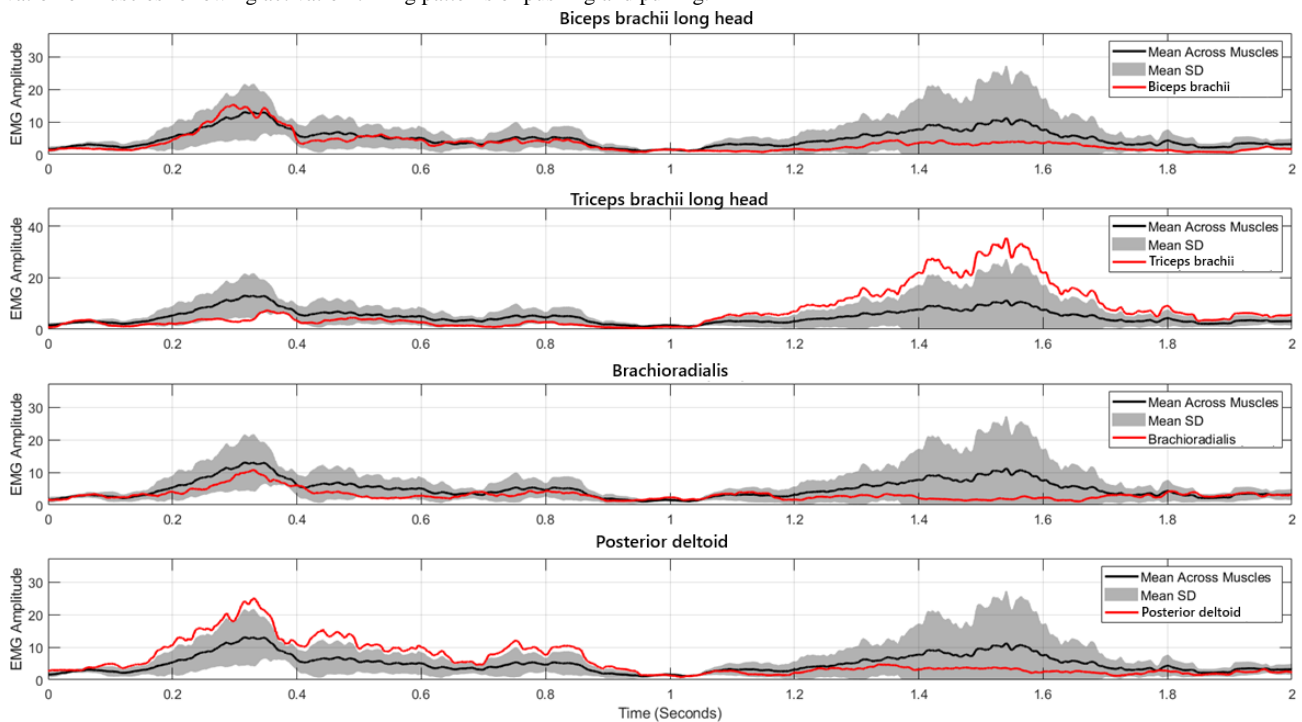 Biceps brachii long head
EMG Amplitude
30
20
10
0
Mean Across Muscles
Mean SD
Biceps brachii
0 0.2 0.4 0.6 0.8 1 1.2 1.4 1.6 1.8 2
Triceps brachii long head
EMG Amplitude
40
20
0
Mean Across Muscles
Mean SD
Triceps brachii
0 0.2 0.4 0.6 0.8 1 1.2 1.4 1.6 1.8 2
Brachioradialis
EMG Amplitude
30
20
10
0
Mean Across Muscles
Mean SD
Brachioradialis
0 0.2 0.4 0.6 0.8 1 1.2 1.4 1.6 1.8 2
Posterior deltoid
EMG Amplitude
30
20
10
0
Mean Across Muscles
Mean SD
Posterior deltoid
0 0.2 0.4 0.6 0.8 1 1.2 1.4 1.6 1.8 2
Time (Seconds)